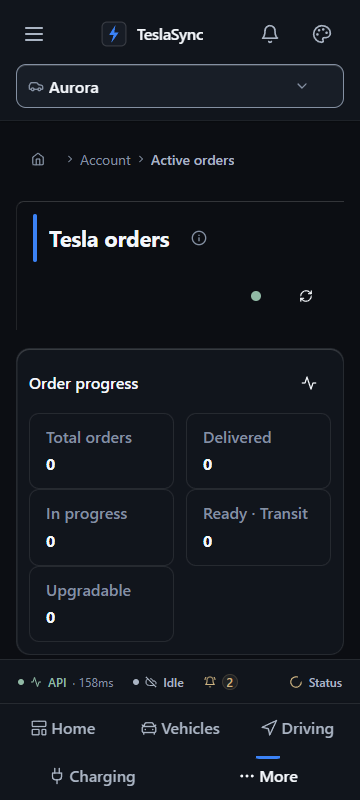 TeslaSync
Aurora
Account
Active orders
Tesla orders
Order progress
Total orders
0
Delivered
0
In progress
0
Ready · Transit
0
Upgradable
0
API · 158ms
Idle
2
Status
Home
Vehicles
Driving
Charging
More